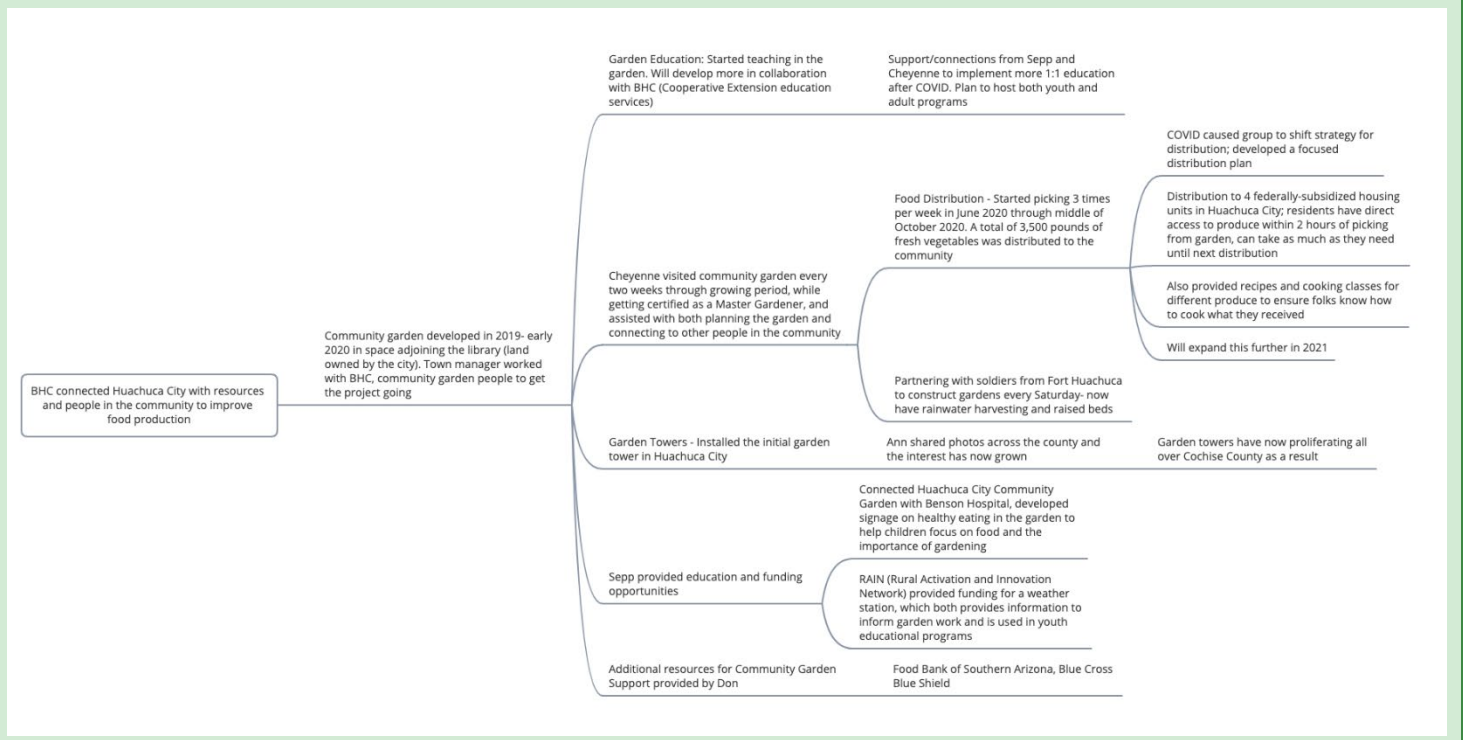 Garden Education: Started teaching in the
garden. Will develop more in collaboration
with BHC (Cooperative Extension education
services)
Support/connections from Sepp and
Cheyenne to implement more 1:1 education
after COVID. Plan to host both youth and
adult programs
COVID caused group to shift strategy for
distribution; developed a focused
distribution plan
Food Distribution - Started picking 3 times
per week in June 2020 through middle of
October 2020. A total of 3,500 pounds of
fresh vegetables was distributed to the
community
Distribution to 4 federally-subsidized housing
units in Huachuca City; residents have direct
access to produce within 2 hours of picking
from garden, can take as much as they need
until next distribution
Also provided recipes and cooking classes for
different produce to ensure folks know how
to cook what they received
Will expand this further in 2021
Cheyenne visited community garden every
two weeks through growing period, while
getting certified as a Master Gardener, and
assisted with both planning the garden and
connecting to other people in the community
Partnering with soldiers from Fort Huachuca
to construct gardens every Saturday- now
have rainwater harvesting and raised beds
Community garden developed in 2019- early
2020 in space adjoining the library (land
owned by the city). Town manager worked
with BHC, community garden people to get
the project going
BHC connected Huachuca City with resources
and people in the community to improve
food production
Garden Towers - Installed the initial garden
tower in Huachuca City
Ann shared photos across the county and
the interest has now grown
Garden towers have now proliferating all
over Cochise County as a result
Connected Huachuca City Community
Garden with Benson Hospital, developed
signage on healthy eating in the garden to
help children focus on food and the
importance of gardening
Sepp provided education and funding
opportunities
RAIN (Rural Activation and Innovation
Network) provided funding for a weather
station, which both provides information to
inform garden work and is used in youth
educational programs
Additional resources for Community Garden
Support provided by Don
Food Bank of Southern Arizona, Blue Cross
Blue Shield